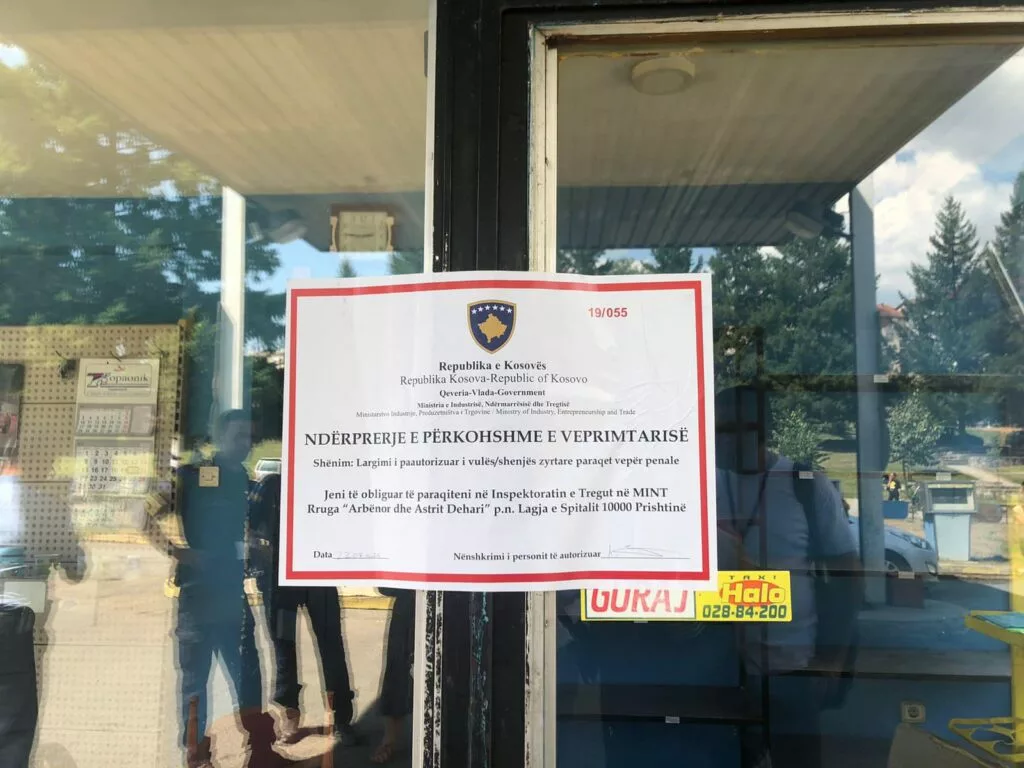 19/055
Republika e Kosovës
Republika Kosova-Republic of Kosovo
Qeveria-Vlada-Government
Ministria e Industrisë, Ndërmarrësisë dhe Tregtisë
Ministarstvo Industrije, Preduzetništva i Trgovine / Ministry of Industry, Entrepreneurship and Trade
NDËRPRERJE E PËRKOHSHME E VEPRIMTARISË
Shënim: Largimi i paautorizuar i vulës/shenjës zyrtare paraqet vepër penale
Jeni të obliguar të paraqiteni në Inspektoratin e Tregut në MINT
Rruga "Arbënor dhe Astrit Dehari" p.n. Lagja e Spitalit 10000 Prishtinë
Data
Nënshkrimi i personit të autorizuar
GURAJ
TAXI
Halo
028-84-200